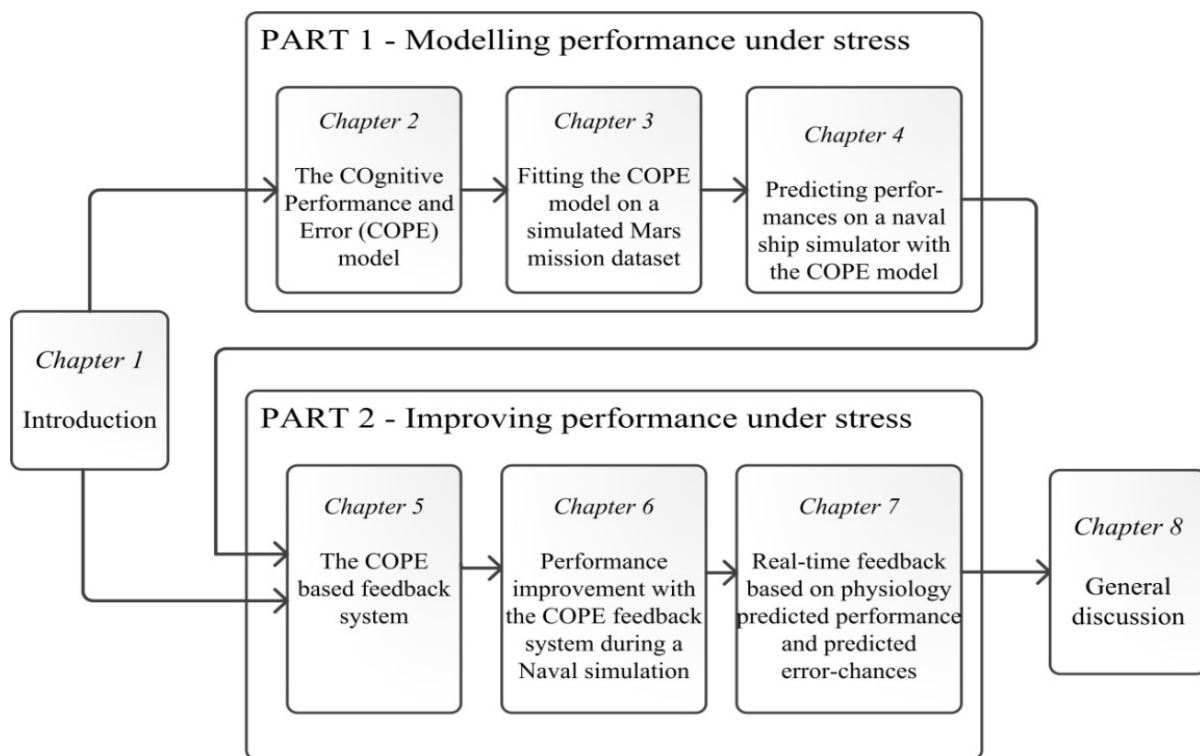 PART 1 - Modelling performance under stress
Chapter 2
The COgnitive
Performance and
Error (COPE)
model
Chapter 3
Fitting the COPE
model on a
simulated Mars
mission dataset
Chapter 4
Predicting perfor-
mances on a naval
ship simulator with
the COPE model
Chapter 1
Introduction
PART 2 - Improving performance under stress
Chapter 5
The COPE
based feedback
system
Chapter 6
Performance
improvement with
the COPE feedback
system during a
Naval simulation
Chapter 7
Real-time feedback
based on physiology
predicted performance
and predicted
error-chances
Chapter 8
General
discussion